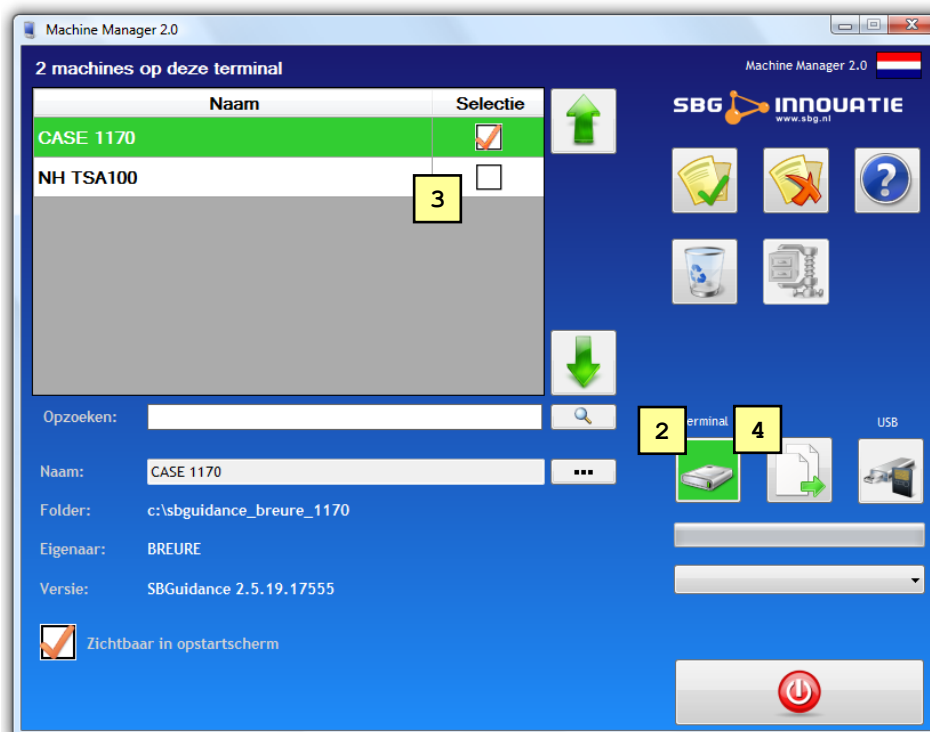 Machine Manager 2.0
2 machines op deze terminal
Machine Manager 2.0
Naam
Selectie
SBG INNOVATIE
www.sbg.nl
CASE 1170
NH TSA100
3
Opzoeken:
2
erminal
4
USB
Naam:
CASE 1170
Folder:
c:\sbguidance_breure_1170
Eigenaar:
BREURE
Versie:
SBGuidance 2.5.19.17555
Zichtbaar in opstartscherm